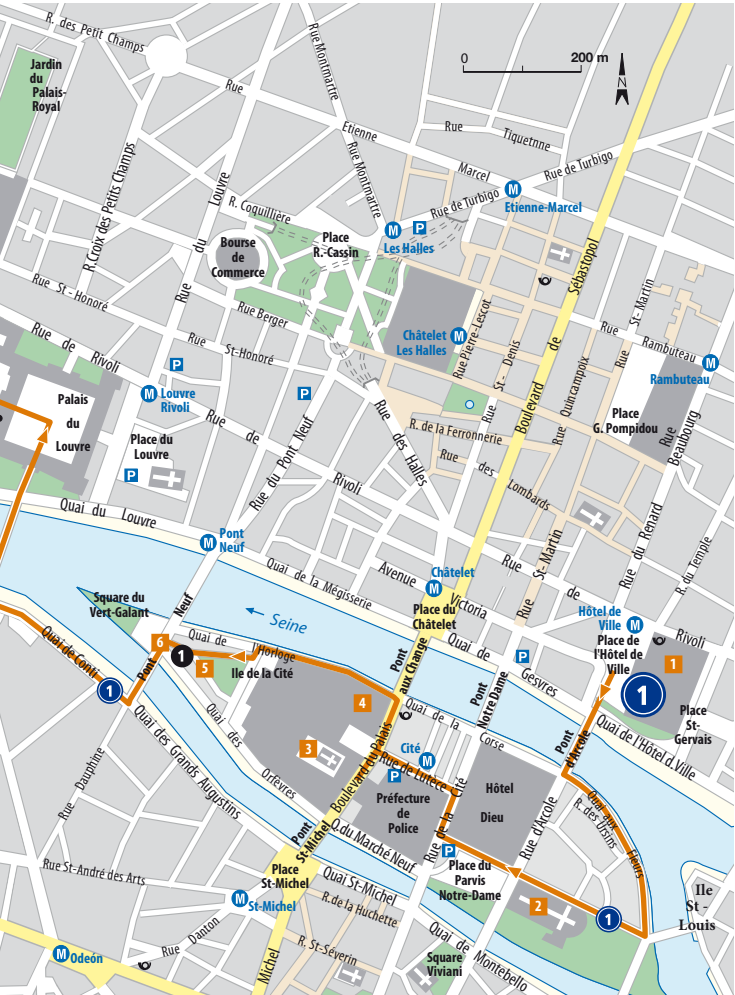 R. des Petit Champs
Jardin
du
Palais-
Royal
Rue Montmartre
0
200 m
N
Rue
Etienne
Marcel
Rue
Tiquetnne
Rue de Turbigo
Rue de Turbigo
M
Etienne-Marcel
R.Croix des Petits Champs
Rue
du
Louvre
Rue Montmartre
R. Coquillière
Place
R.-Cassin
M
P
Les Halles
Bourse
de
Commerce
Boulevard
de
Sébastopol
Rue St - Honoré
Rue Berger
Rue
St-Honoré
Châtelet
Les Halles
M
Rue Pierre-Lescot
St - Denis
Rue
Rue
Quincampoix
Rue
St- Martin
Rue
Rambuteau
M
Rambuteau
Rue
de
Rivoli
P
M
Louvre
Rivoli
P
Palais
du
Louvre
Place du
Louvre
P
Rue du Pont Neuf
Rue
de
Rivoli
Rue
des
Halles
R. de la Ferronnerie
Rue
des
Lombards
Place
G. Pompidou
Rue
Beaubourg
Quai du Louvre
M
Pont
Neuf
Quai de la Mégisserie
Avenue
Victoria
Châtelet
M
Place du
Châtelet
Rue
de
Rivoli
Rue
St- Martin
Rue du Renard
R. du Temple
Hôtel de
Ville
M
Place de
l'Hôtel de
Ville
1
1
Place
St-
Gervais
Square du
Vert-Galant
Seine
Pont
Neuf
6
1
5
Quai de
l'Horloge
Ile de la Cité
4
Pont
aux Change
Quai de
Gesvres
P
Pont
Notre Dame
Quai de la
Corse
Quai de l'Hôtel d.Ville
Pont
d'Arcole
Quai de Conti
1
Quai des
Orfèvres
Quai des Grands Augustins
3
Boulevard du Palais
Cité
M
Rue de Lutèce
P
Préfecture
de
Police
Rue de la
Cité
Hôtel
Dieu
Rue d'Arcole
Quai aux
Fleurs
R. des Ursins
Rue Dauphine
Pont
St-Michel
Q.du Marché Neuf
P
Place du
Parvis
Notre-Dame
2
1
Ile
St -
Louis
Rue St-André des Arts
Place
St-Michel
Quai St-Michel
M
St-Michel
R.de la Huchette
Rue Danton
R. St-Séverin
Michel
M
Odeón
Square
Viviani
Quai de Montebello